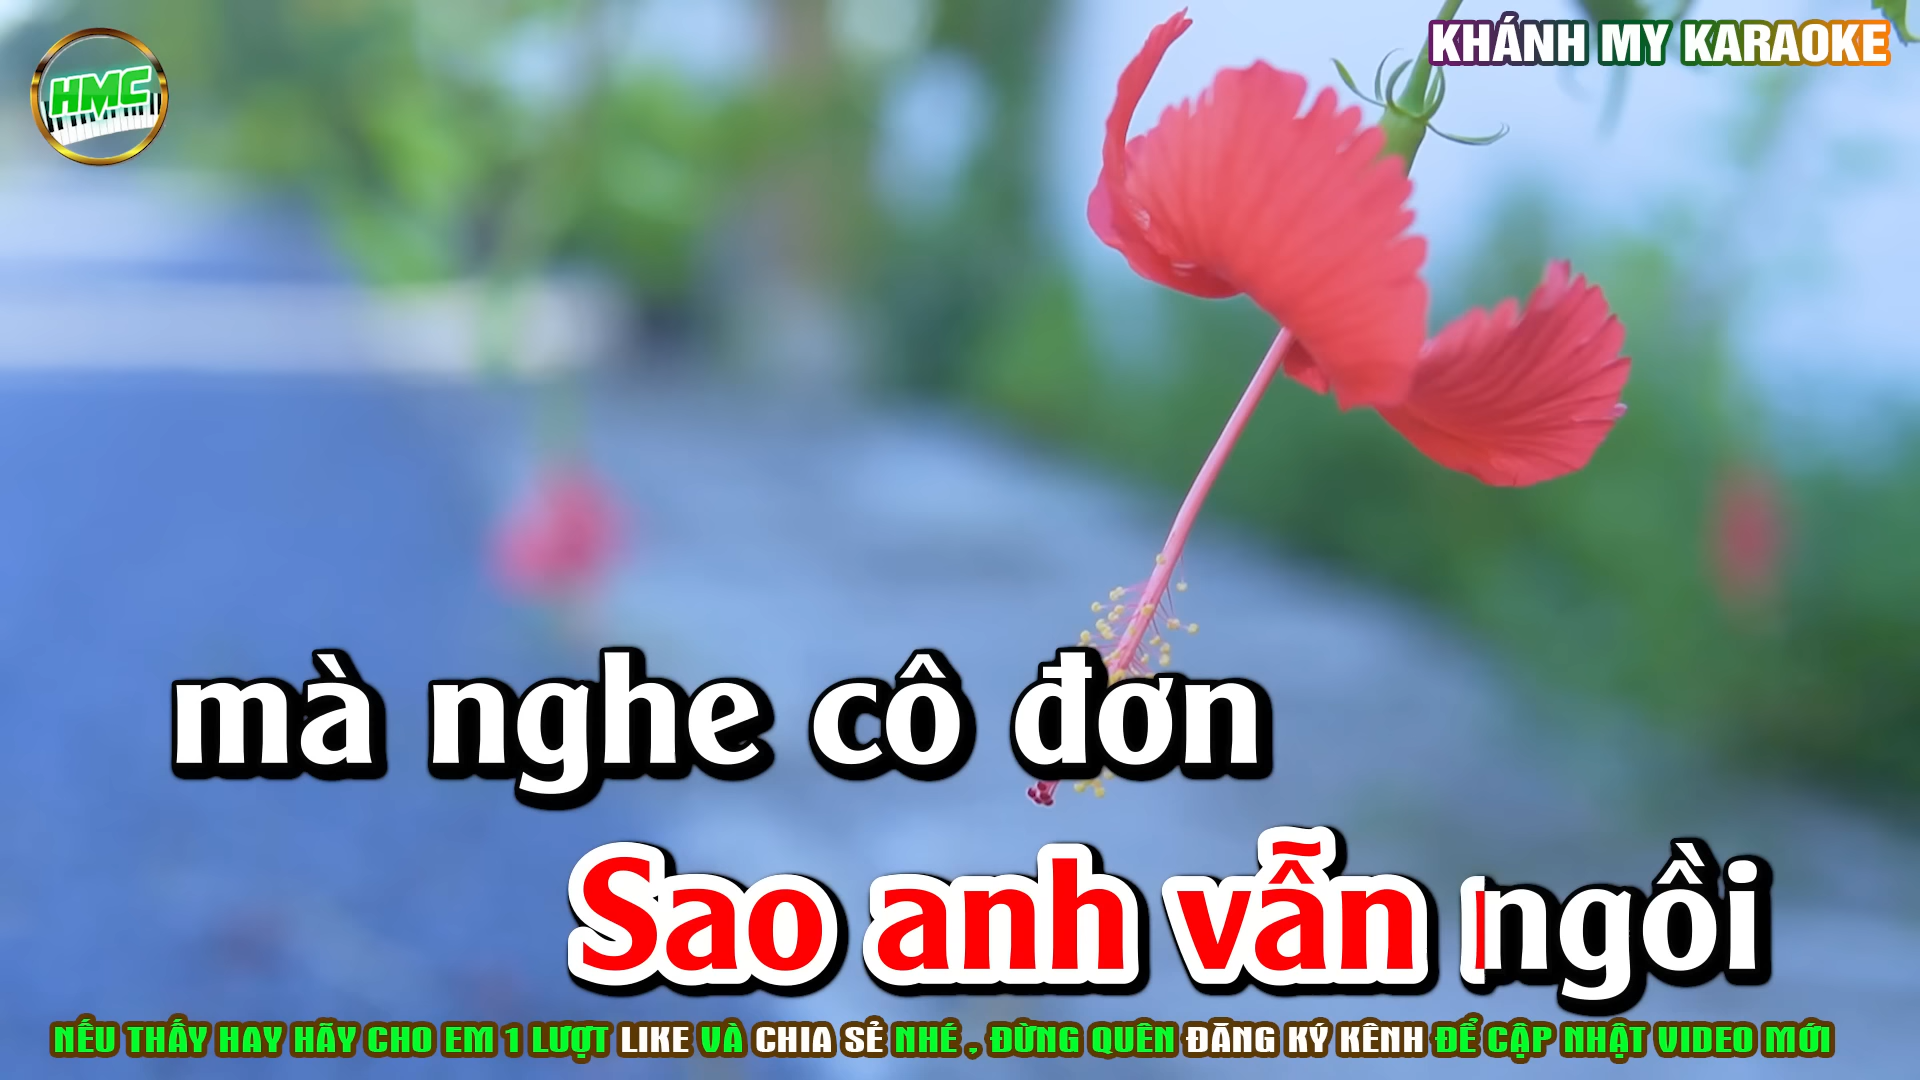 KHÁNH MY KARAOKE
HMC
mà nghe cô đơn
Sao anh vẫn ngồi
NẾU THẤY HAY HÃY CHO EM 1 LƯỢT LIKE VÀ CHIA SẺ NHÉ , ĐỪNG QUÊN ĐĂNG KÝ KÊNH ĐỂ CẬP NHẬT VIDEO MỚI